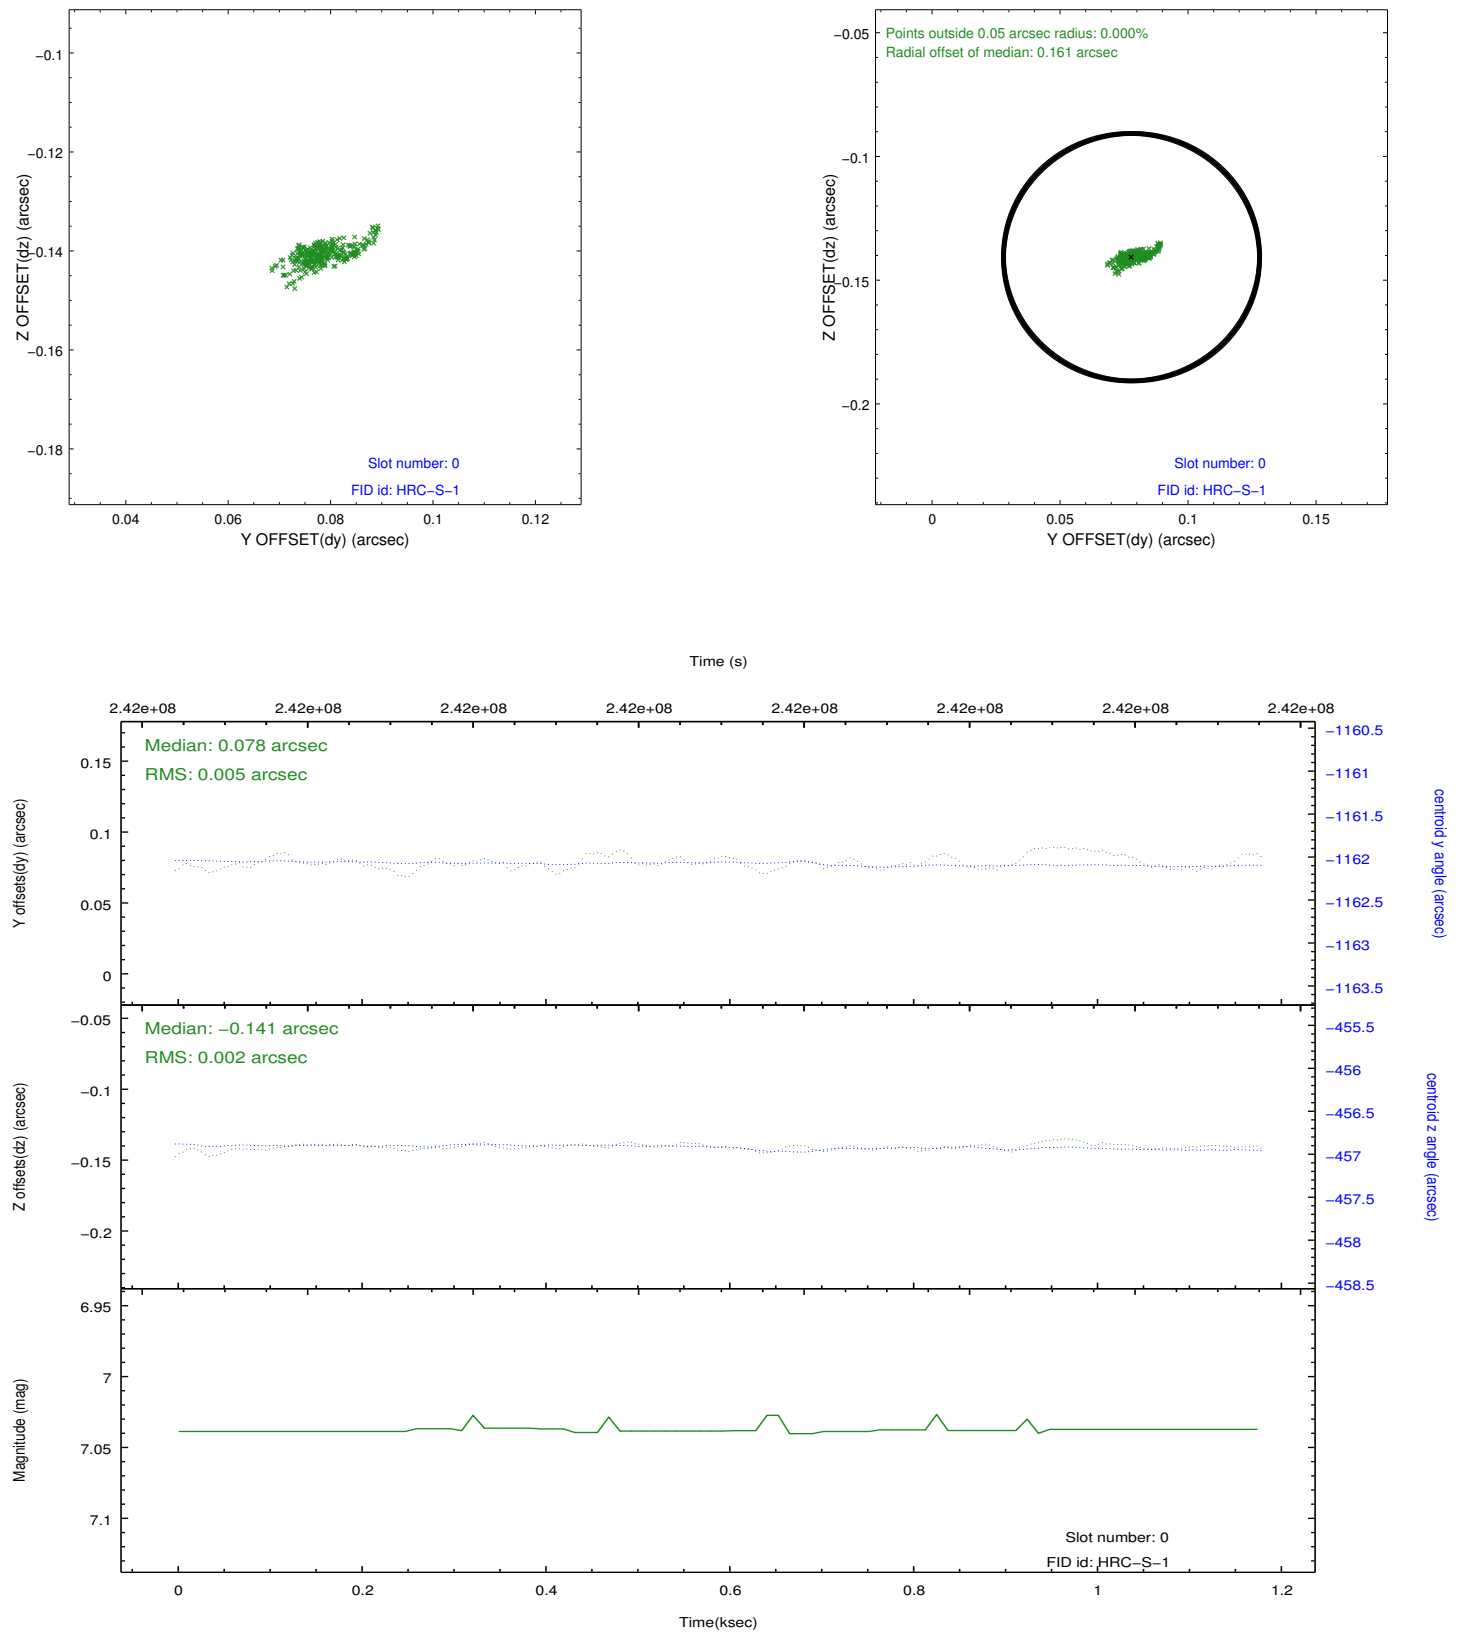 −0.1
−0.12
−0.14
−0.16
−0.18
Z OFFSET(dz) (arcsec)
0.04 0.06 0.08 0.1 0.12
Y OFFSET(dy) (arcsec)
Slot number: 0
FID id: HRC−S−1
Points outside 0.05 arcsec radius: 0.000%
Radial offset of median: 0.161 arcsec
−0.05
−0.1
−0.15
−0.2
Z OFFSET(dz) (arcsec)
0 0.05 0.1 0.15
Y OFFSET(dy) (arcsec)
Slot number: 0
FID id: HRC−S−1
Time (s)
2.42e+08 2.42e+08 2.42e+08 2.42e+08 2.42e+08 2.42e+08 2.42e+08 2.42e+08
Median: 0.078 arcsec
RMS: 0.005 arcsec
0.15
0.1
0.05
0
Y offsets(dy) (arcsec)
−1160.5
−1161
−1161.5
−1162
−1162.5
−1163
−1163.5
centroid y angle (arcsec)
Median: −0.141 arcsec
RMS: 0.002 arcsec
−0.05
−0.1
−0.15
−0.2
Z offsets(dz) (arcsec)
−455.5
−456
−456.5
−457
−457.5
−458
−458.5
centroid z angle (arcsec)
6.95
7
7.05
7.1
Magnitude (mag)
Slot number: 0
FID id: HRC−S−1
0 0.2 0.4 0.6 0.8 1 1.2
Time(ksec)